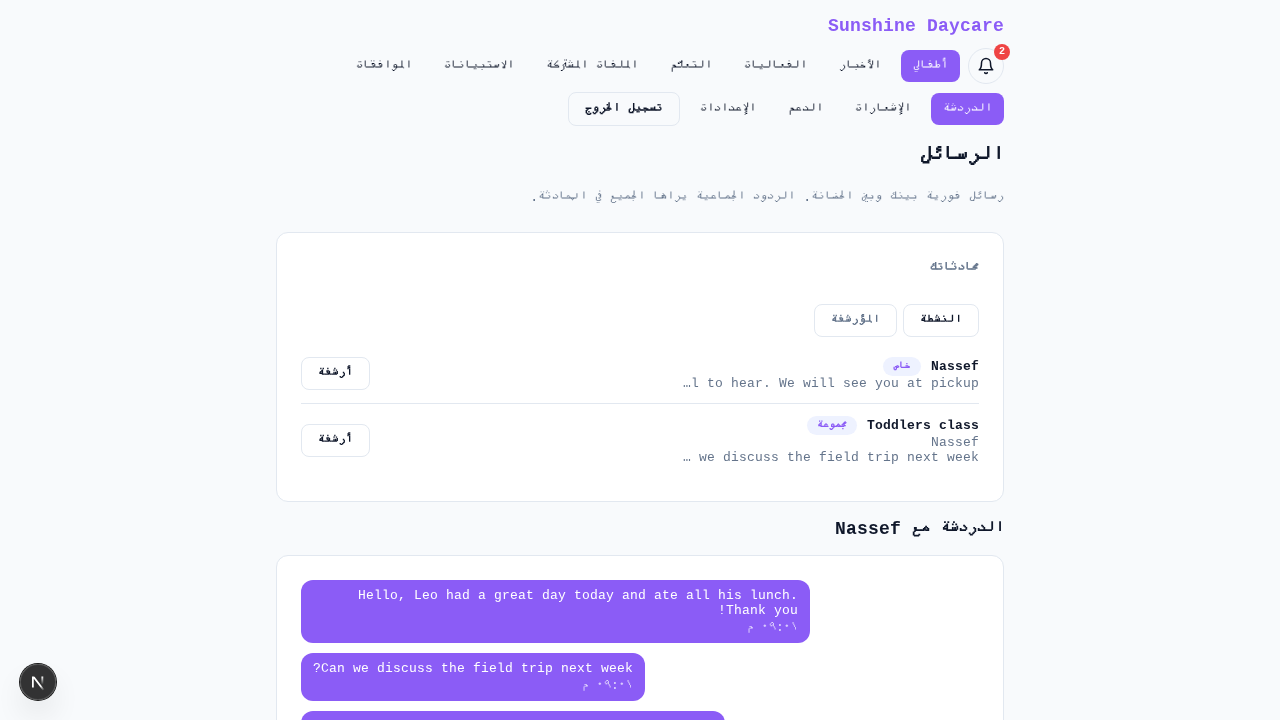 Sunshine Daycare
2
أطفالي
الأخبار
الفعاليات
التعلّم
الملفات المشتركة
الاستبيانات
الموافقات
الدردشة
الإشعارات
الدعم
الإعدادات
تسجيل الخروج
الرسائل
رسائل فورية بينك وبين الحضانة. الردود الجماعية يراها الجميع في المحادثة.
محادثاتك
النشطة
المؤرشفة
Nassef خاص
…l to hear. We will see you at pickup
أرشفة
Toddlers class مجموعة
Nassef
… we discuss the field trip next week
أرشفة
الدردشة مع Nassef
Hello, Leo had a great day today and ate all his lunch.
!Thank you
٠٩:٠١ م
?Can we discuss the field trip next week
٠٩:٠١ م
N